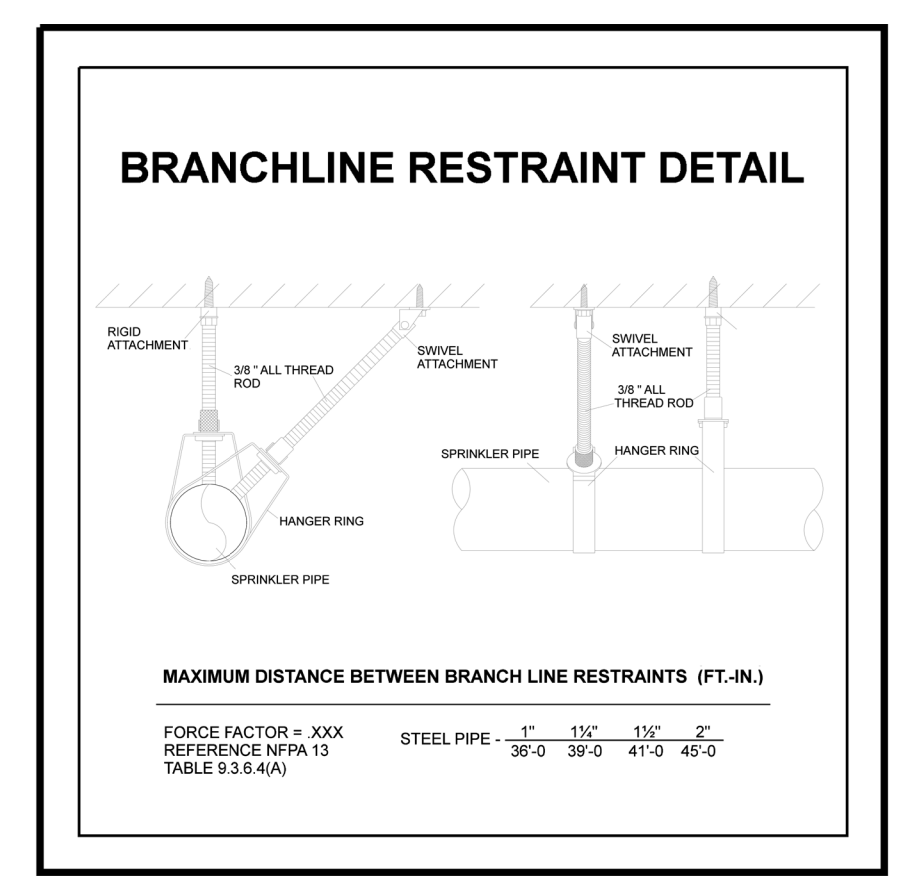 BRANCHLINE RESTRAINT DETAIL
RIGID
ATTACHMENT
3/8 " ALL THREAD
ROD
SWIVEL
ATTACHMENT
HANGER RING
SPRINKLER PIPE
SWIVEL
ATTACHMENT
3/8 " ALL
THREAD ROD
SPRINKLER PIPE
HANGER RING
MAXIMUM DISTANCE BETWEEN BRANCH LINE RESTRAINTS (FT.-IN.)
FORCE FACTOR = .XXX
REFERENCE NFPA 13
TABLE 9.3.6.4(A)
STEEL PIPE - 1" 1¼" 1½" 2"
36'-0 39'-0 41'-0 45'-0